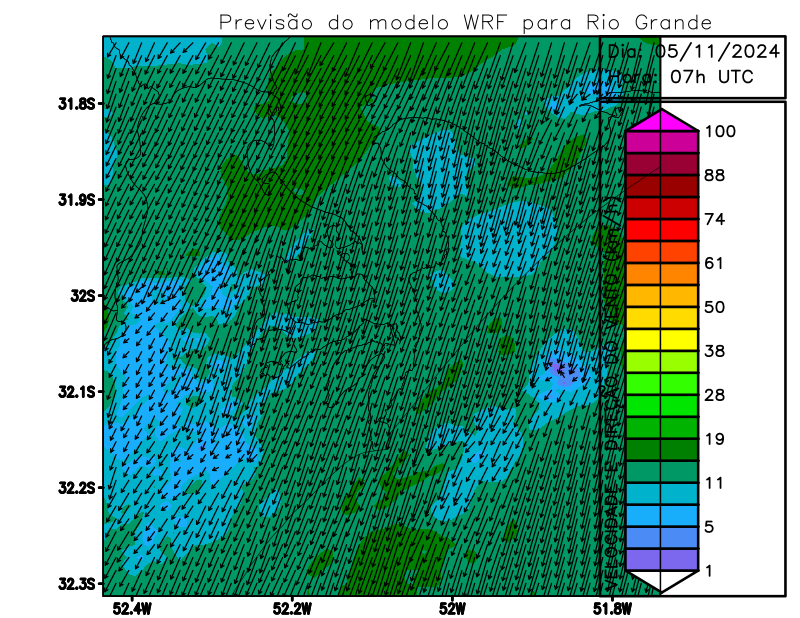 Previsão do modelo WRF para Rio Grande
Dia: 05/11/2024
Hora: 07h UTC
31.8S
31.9S
32S
32.1S
32.2S
32.3S
52.4W
52.2W
52W
51.8W
VELOCIDADE E DIREÇÃO DO VENTO (km/h)
100
88
74
61
50
38
28
19
11
5
1